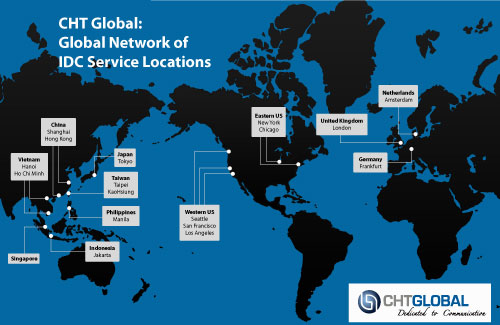 CHT Global:
Global Network of
IDC Service Locations
China
Shanghai
Hong Kong
Vietnam
Hanoi
Ho Chi.Minh
Japae
Tokyo
Taiwan
Taipei
KaoHsiung
Philippines
Manila
Singapore
Indonesia
Jakarta
Western US
Seattle
San Francisco
Los Angeles
Eastern US
New York
Chicago
United Kingdom
London
Netherlands
Amsterdam
Germany
Frankfurt
CHTGLOBAL
Dedicated to Communication